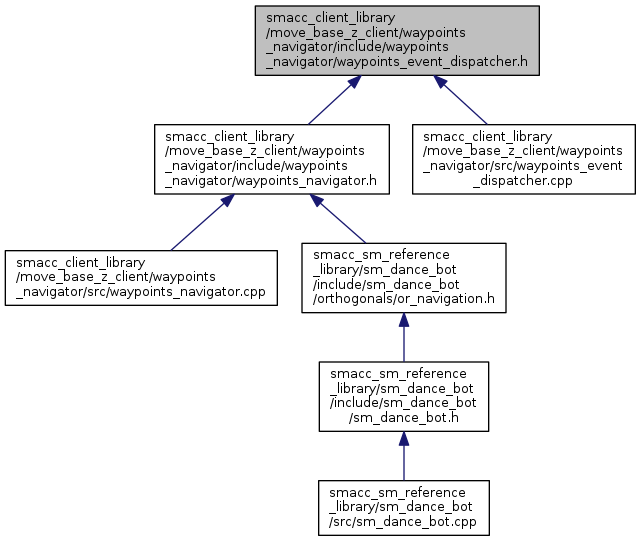 smacc_client_library
/move_base_z_client/waypoints
_navigator/include/waypoints
_navigator/waypoints_event_dispatcher.h
smacc_client_library
/move_base_z_client/waypoints
_navigator/include/waypoints
_navigator/waypoints_navigator.h
smacc_client_library
/move_base_z_client/waypoints
_navigator/src/waypoints_event
_dispatcher.cpp
smacc_client_library
/move_base_z_client/waypoints
_navigator/src/waypoints_navigator.cpp
smacc_sm_reference
_library/sm_dance_bot
/include/sm_dance_bot
/orthogonals/or_navigation.h
smacc_sm_reference
_library/sm_dance_bot
/include/sm_dance_bot
/sm_dance_bot.h
smacc_sm_reference
_library/sm_dance_bot
/src/sm_dance_bot.cpp